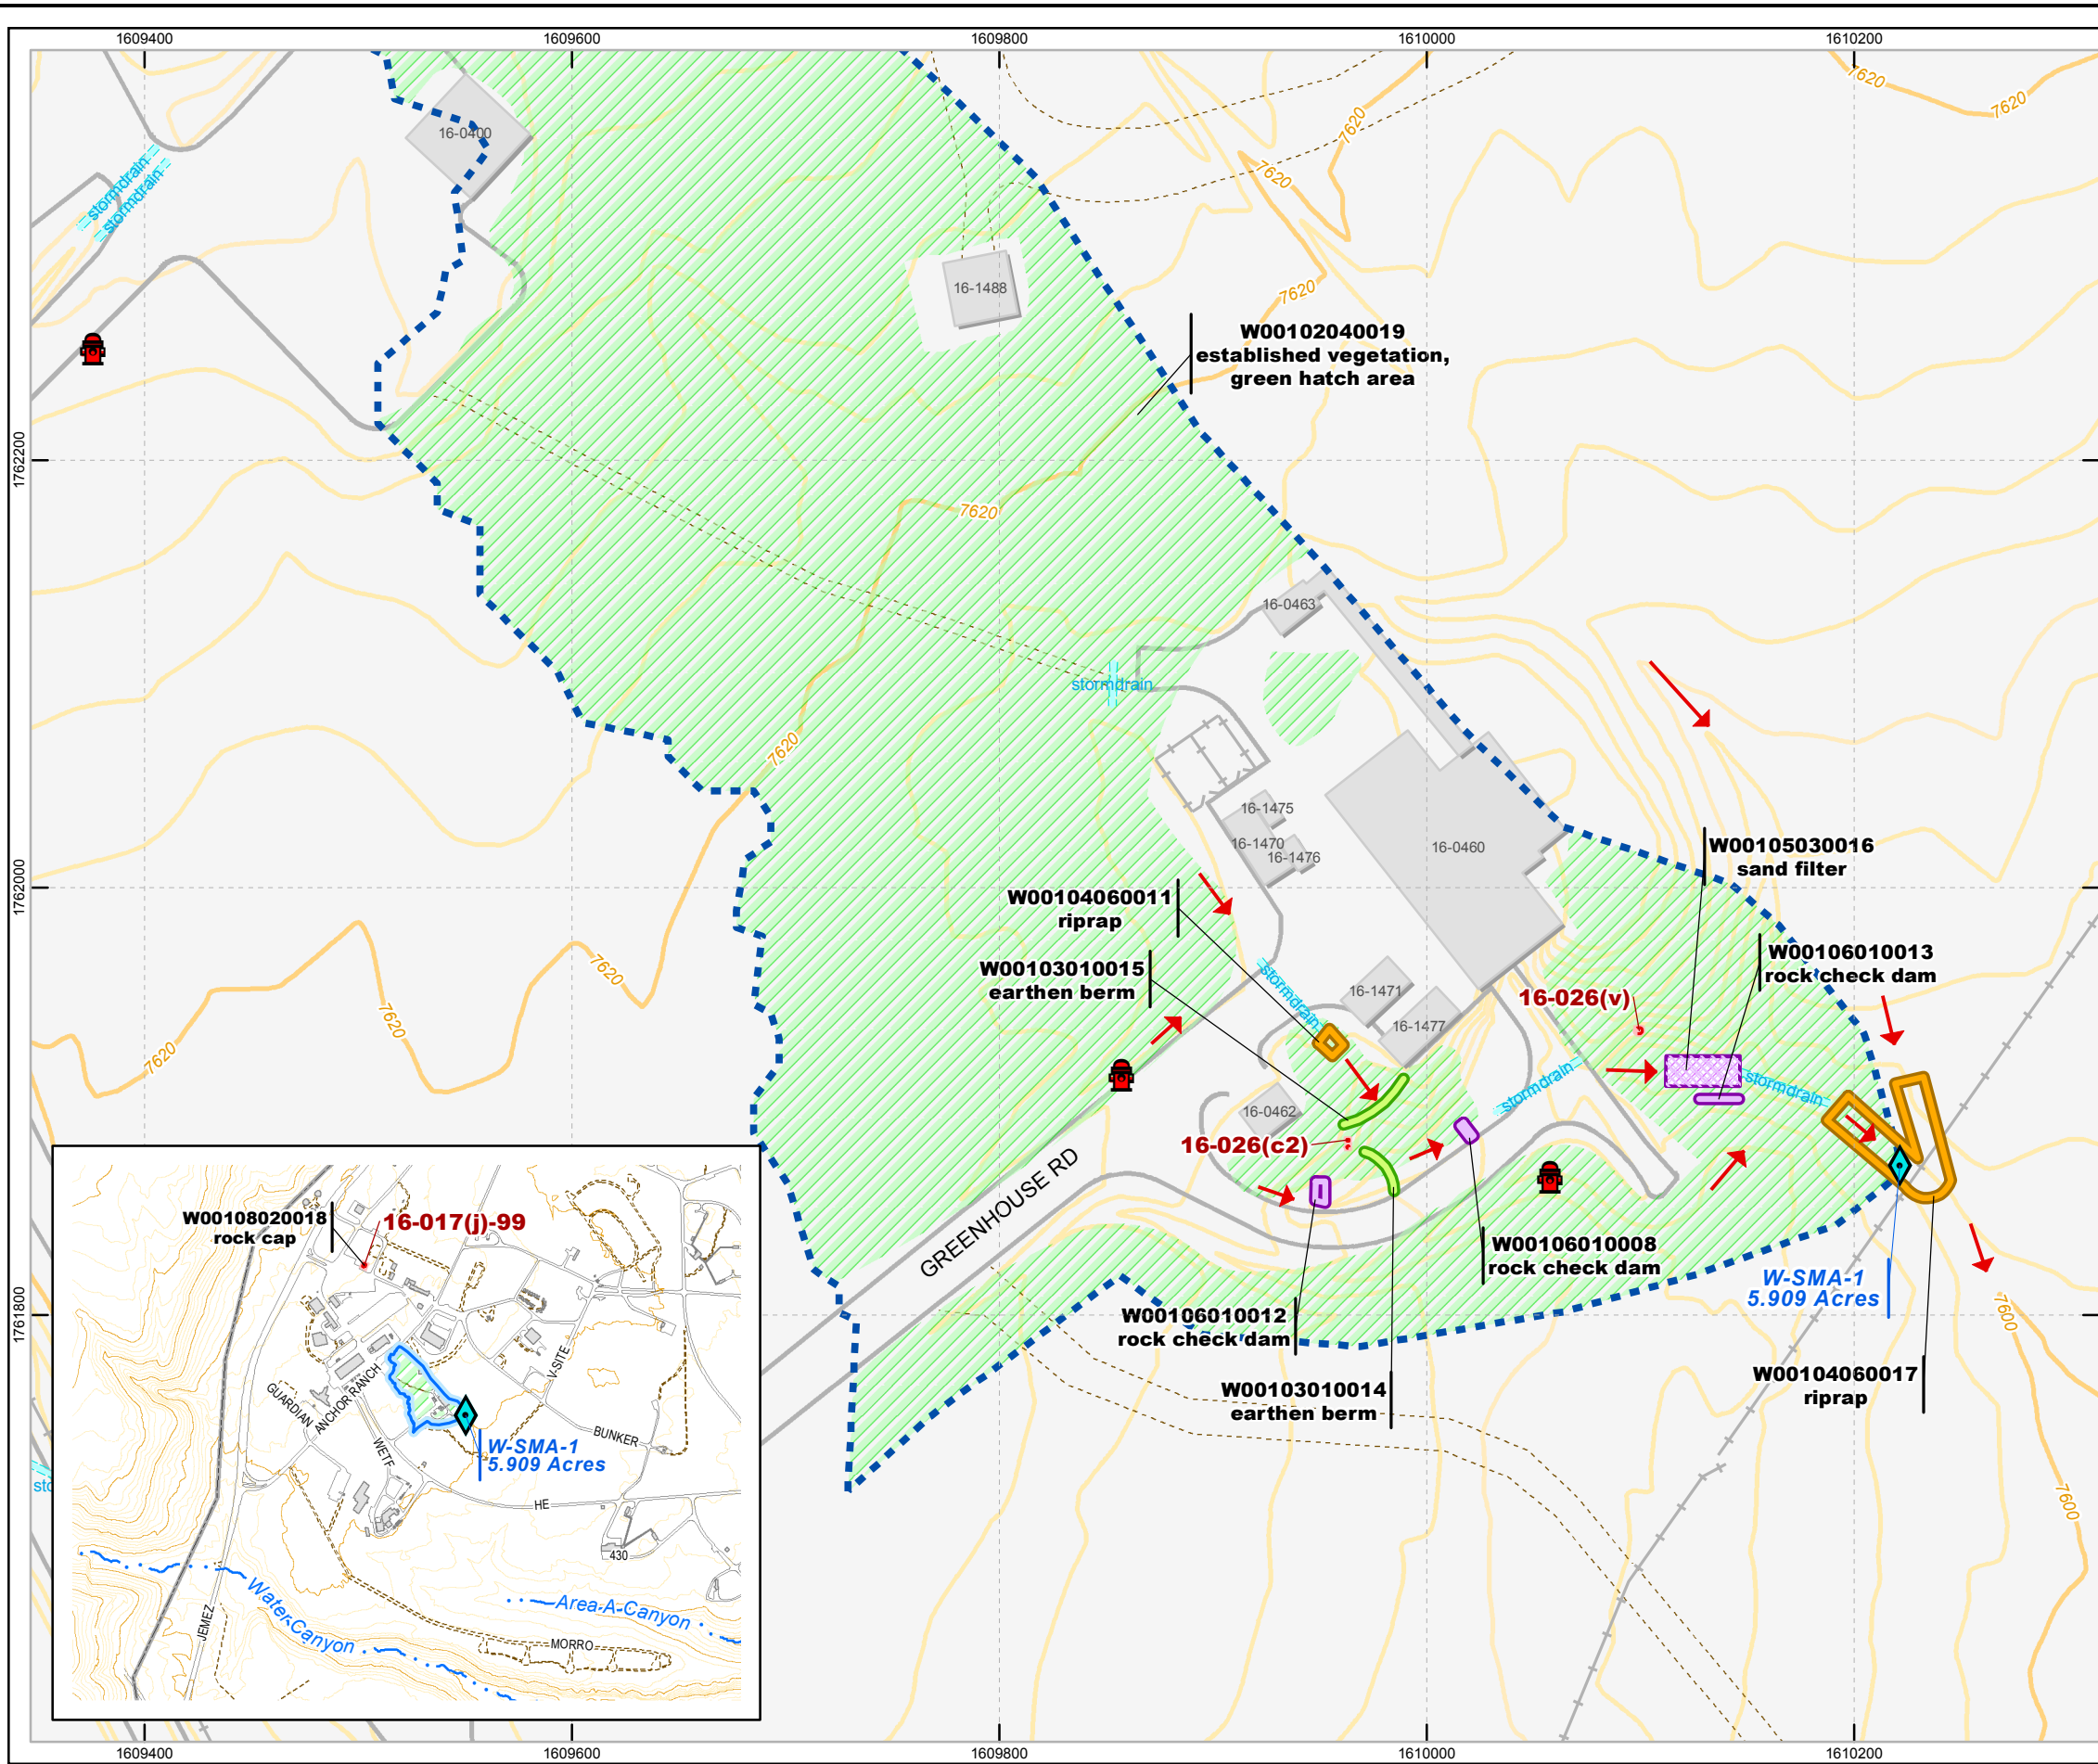 1609400
1609600
1609800
1610000
1610200
7620
7620
7620
7620
7620
16-0400
stormdrain
stormdrain
16-1488
W00102040019
established vegetation,
green hatch area
1762200
7620
16-0463
stormdrain
7620
16-1475
16-1470
16-1476
16-0460
W00105030016
sand filter
1762000
W00104060011
riprap
W00106010013
rock check dam
W00103010015
earthen berm
7620
7620
7620
stormdrain
16-1471
16-1477
16-026(v)
stormdrain
stormdrain
16-0462
16-026(c2)
GREENHOUSE RD
W00106010008
rock check dam
W-SMA-1
5.909 Acres
1761800
W00106010012
rock check dam
7600
W00103010014
earthen berm
W00104060017
riprap
7600
sto
W00108020018
rock cap
16-017(j)-99
V-SITE
GUARDIAN
ANCHOR RANCH
WETF
BUNKER
W-SMA-1
5.909 Acres
HE
430
Water Canyon
Area-A-Canyon
JEMEZ
MORRO
1609400
1609600
1609800
1610000
1610200